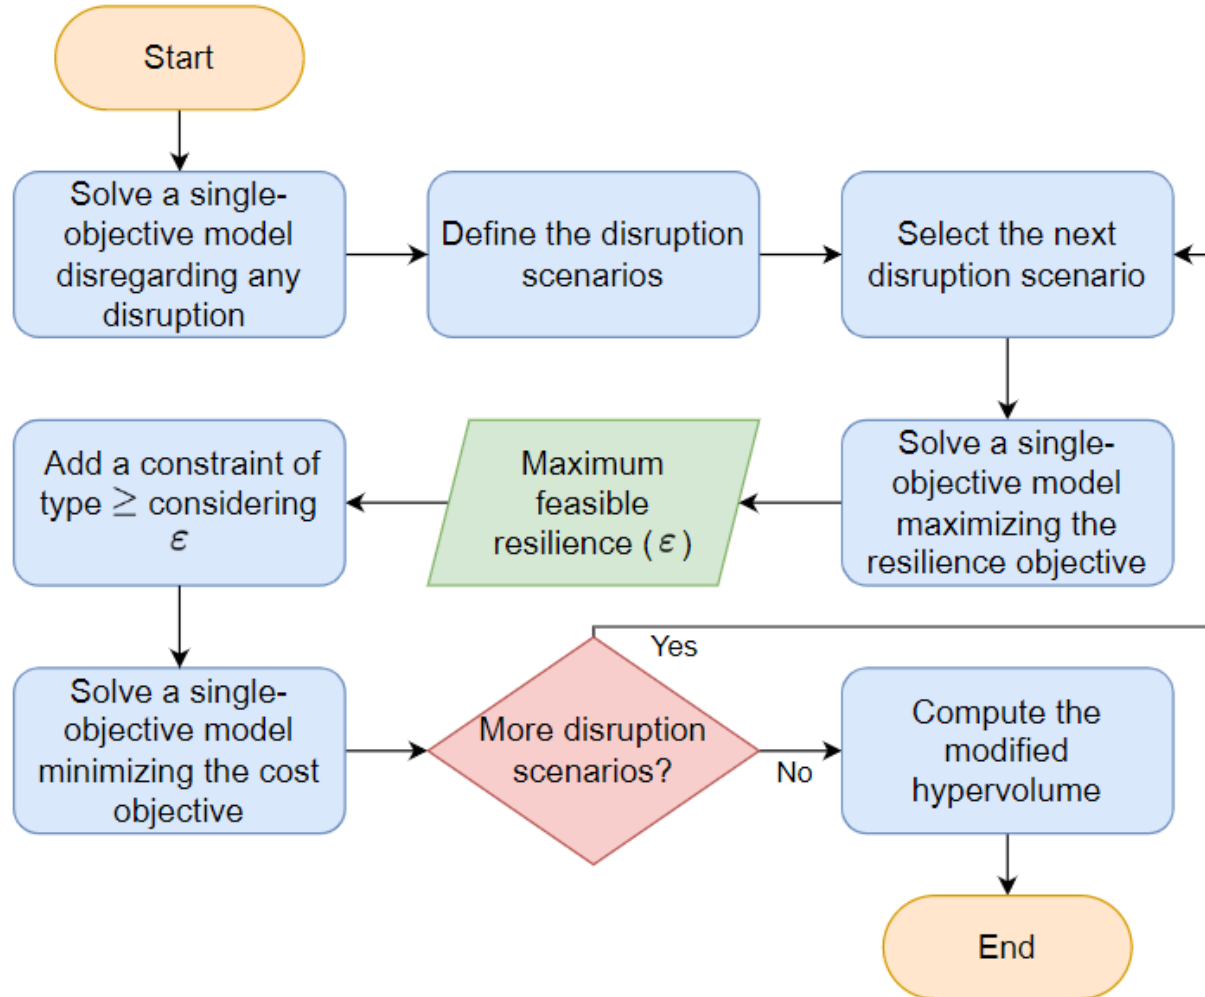 Start
Solve a single-
objective model
disregarding any
disruption
Define the disruption
scenarios
Select the next
disruption scenario
Solve a single-
objective model
maximizing the
resilience objective
Maximum
feasible
resilience (ε)
Add a constraint of
type ≥ considering
ε
Solve a single-
objective model
minimizing the cost
objective
More disruption
scenarios?
Yes
No
Compute the
modified
hypervolume
End